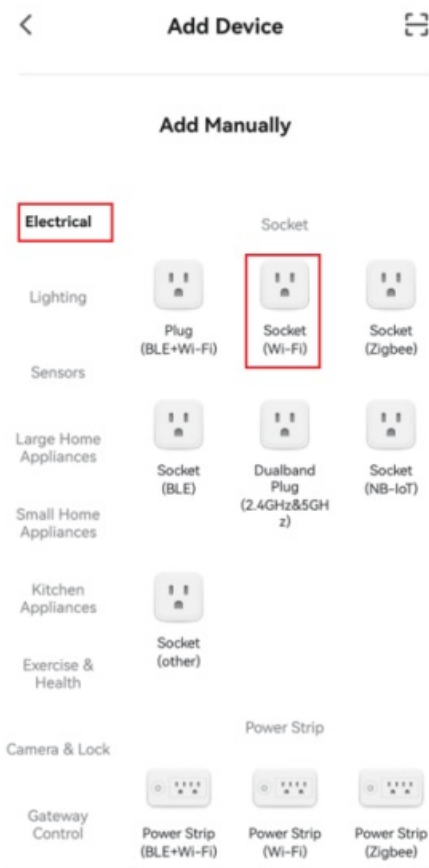 Add Device
Add Manually
Electrical
Lighting
Sensors
Large Home
Appliances
Small Home
Appliances
Kitchen
Appliances
Exercise &
Health
Camera & Lock
Gateway
Control
Socket
Plug
(BLE+Wi-Fi)
Socket
(Wi-Fi)
Socket
(Zigbee)
Socket
(BLE)
Dualband
Plug
(2.4GHz&5GH
z)
Socket
(NB-IoT)
Socket
(other)
Power Strip
Power Strip
(BLE+Wi-Fi)
Power Strip
(Wi-Fi)
Power Strip
(Zigbee)